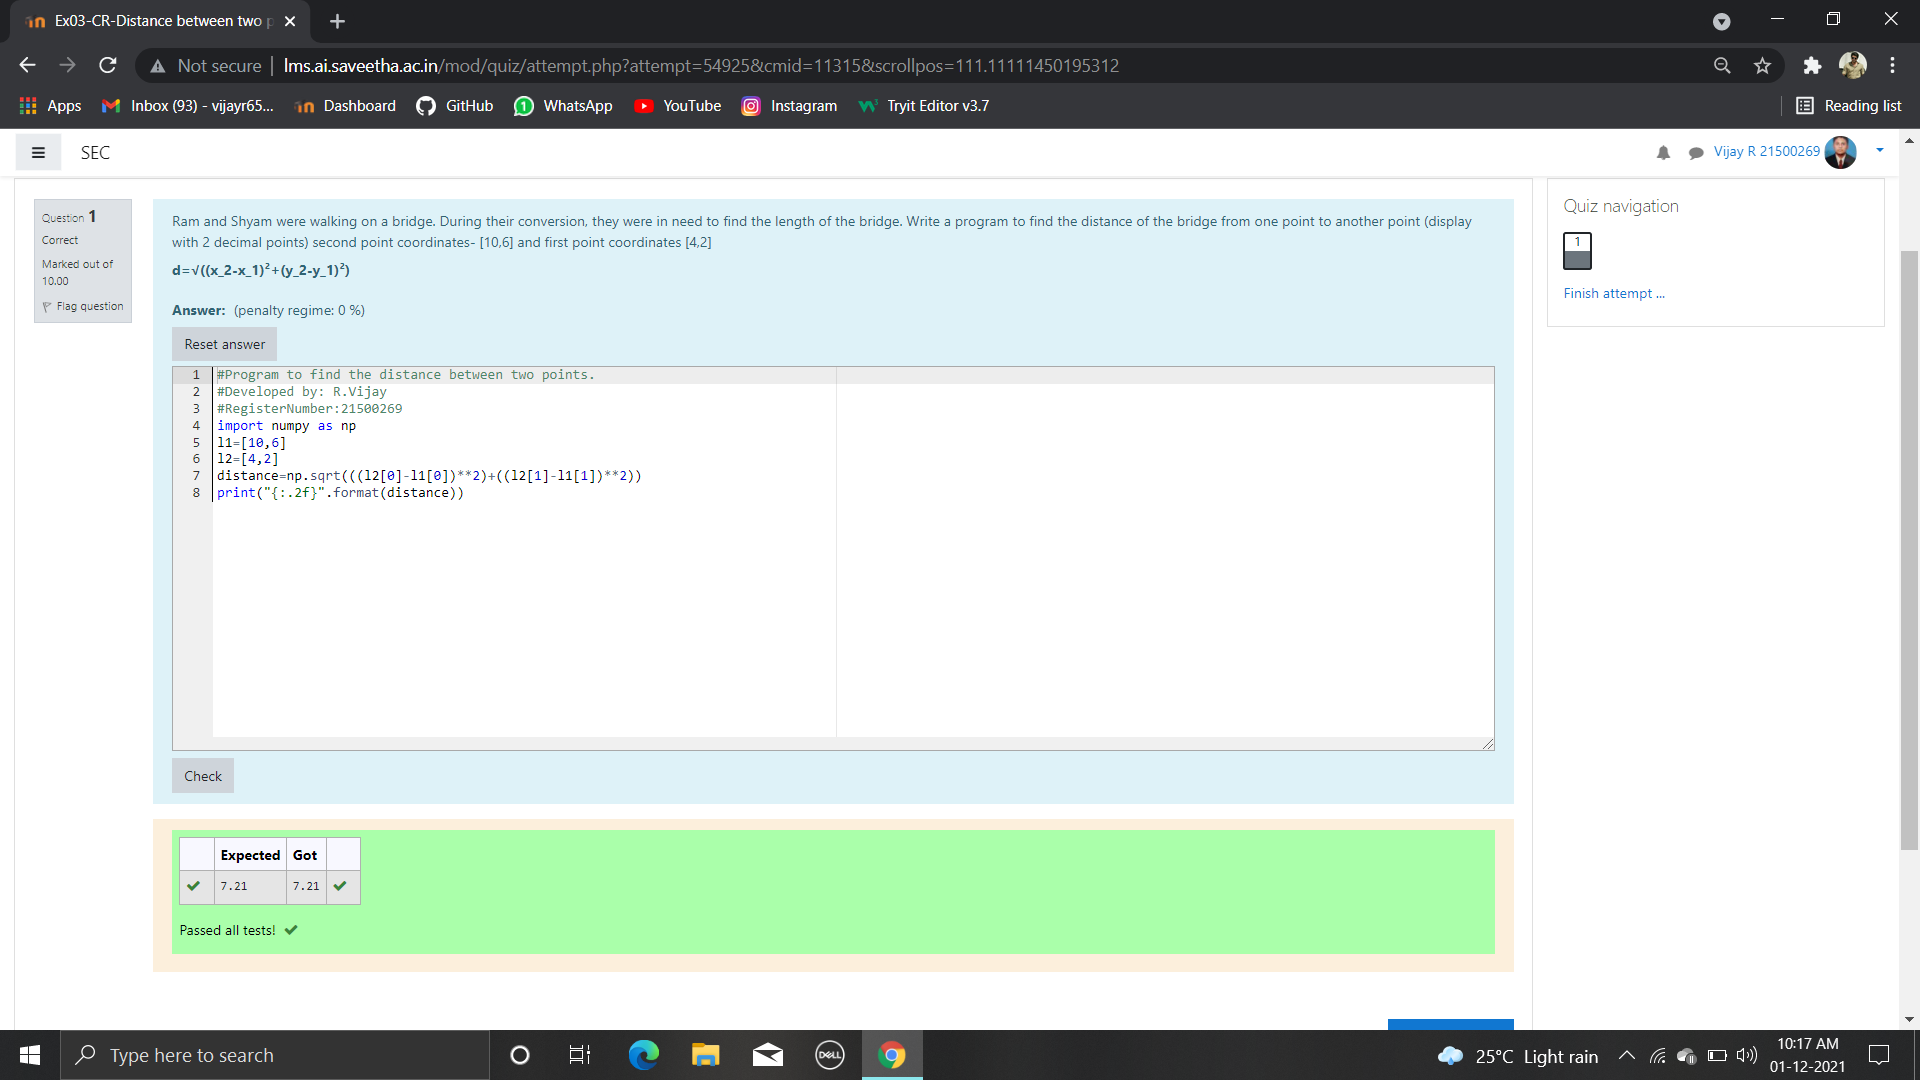 Ex03-CR-Distance between two p
Not secure | lms.ai.saveetha.ac.in/mod/quiz/attempt.php?attempt=54925&cmid=11315&scrollpos=111.11111450195312
Apps Inbox (93) - vijayr65... Dashboard GitHub WhatsApp YouTube Instagram Tryit Editor v3.7 Reading list
SEC
Vijay R 21500269
Question 1
Correct
Marked out of
10.00
Flag question
Ram and Shyam were walking on a bridge. During their conversion, they were in need to find the length of the bridge. Write a program to find the distance of the bridge from one point to another point (display
with 2 decimal points) second point coordinates- [10,6] and first point coordinates [4,2]
d=√((x_2-x_1)²+(y_2-y_1)²)
Answer: (penalty regime: 0 %)
Reset answer
1 #Program to find the distance between two points.
2 #Developed by: R.Vijay
3 #RegisterNumber:21500269
4 import numpy as np
5 l1=[10,6]
6 l2=[4,2]
7 distance=np.sqrt(((l2[0]-l1[0])**2)+((l2[1]-l1[1])**2))
8 print("{:.2f}".format(distance))
Check
Expected Got
7.21 7.21
Passed all tests!
Quiz navigation
1
Finish attempt ...
Type here to search
DELL
25°C Light rain
10:17 AM
01-12-2021